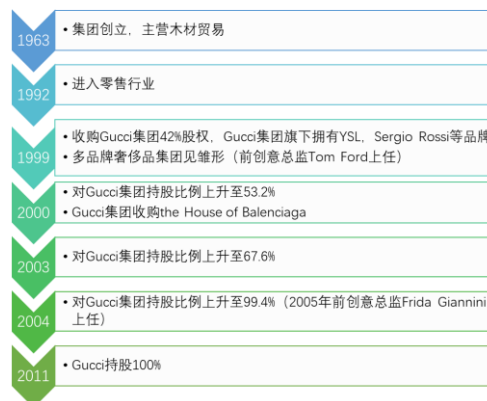 1963
• 集团创立，主营木材贸易
1992
• 进入零售行业
1999
• 收购Gucci集团42%股权，Gucci集团旗下拥有YSL、Sergio Rossi等品牌
• 多品牌奢侈品集团见雏形（前创意总监Tom Ford上任）
2000
• 对Gucci集团持股比例上升至53.2%
• Gucci集团收购the House of Balenciaga
2003
• 对Gucci集团持股比例上升至67.6%
2004
• 对Gucci集团持股比例上升至99.4%（2005年前创意总监Frida Giannini
上任）
2011
• Gucci持股100%